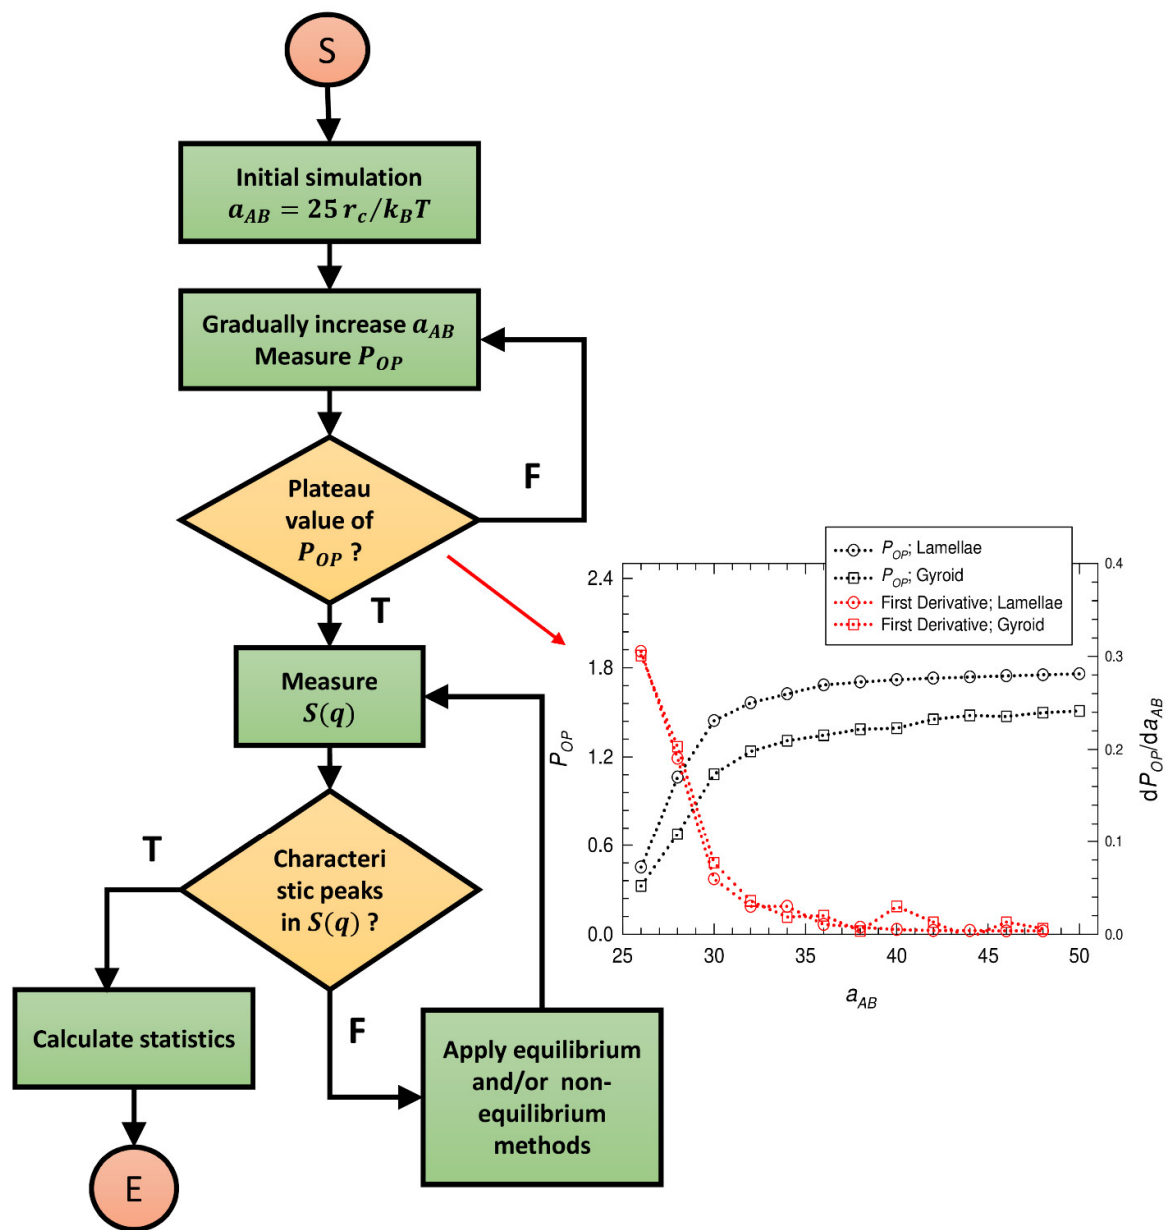 S
Initial simulation
a_AB = 25 r_c/k_BT
Gradually increase a_AB
Measure P_OP
Plateau
value of
P_OP ?
F
T
Measure
S(q)
Characteri
stic peaks
in S(q) ?
T
F
Calculate statistics
Apply equilibrium
and/or non-
equilibrium
methods
E
P_OP; Lamellae
P_OP; Gyroid
First Derivative; Lamellae
First Derivative; Gyroid
2.4
1.8
1.2
0.6
0.0
P_OP
0.4
0.3
0.2
0.1
0.0
dP_OP/da_AB
25 30 35 40 45 50
a_AB